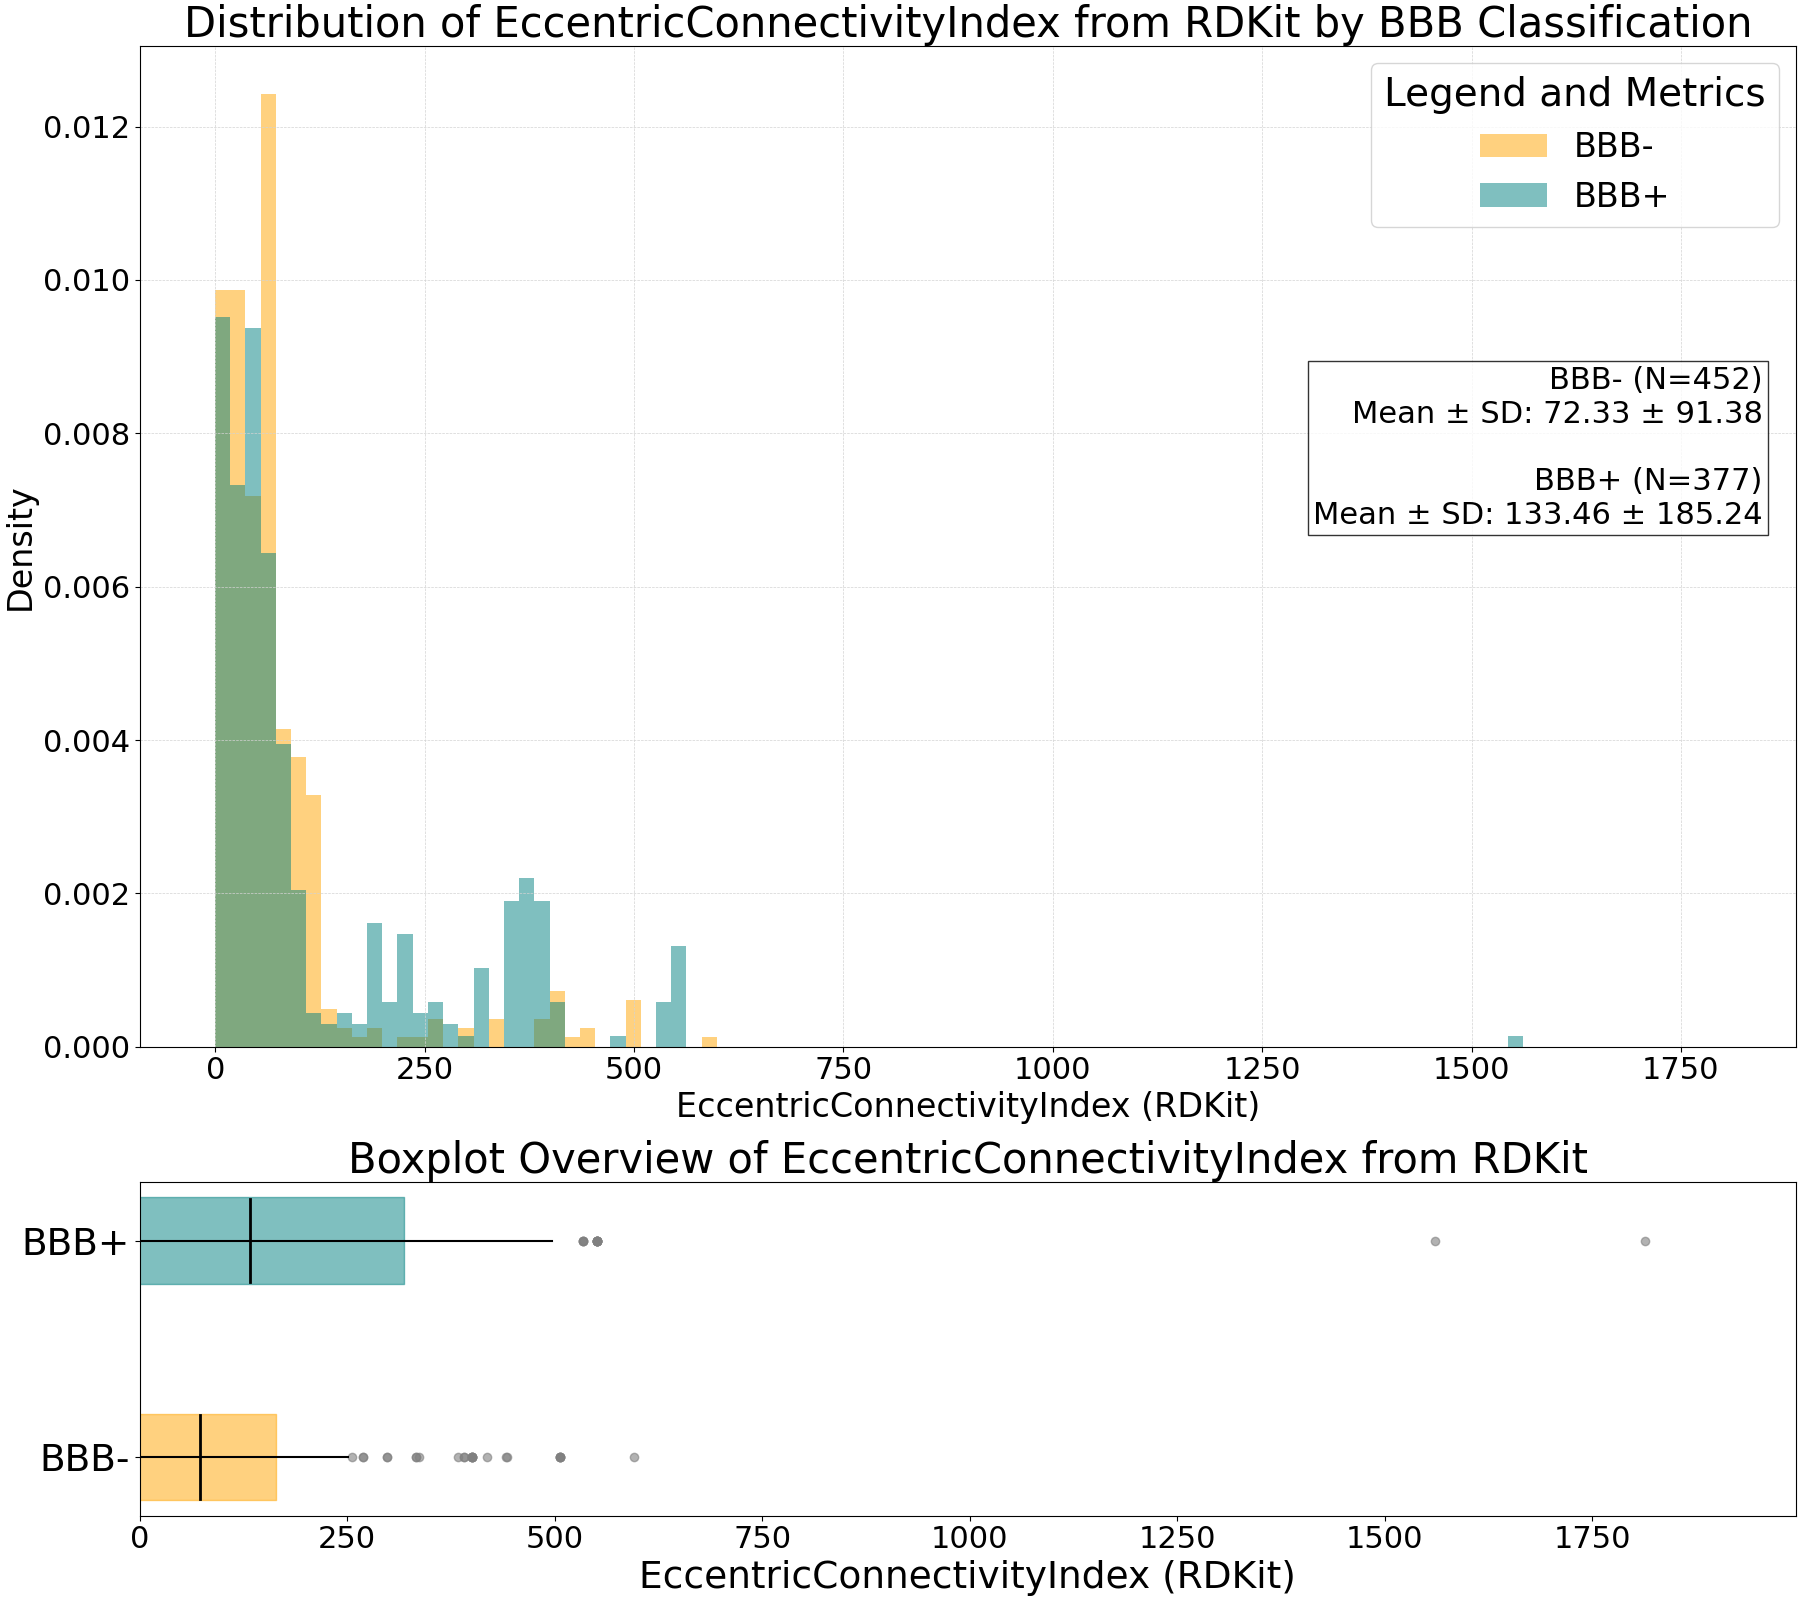 Distribution of EccentricConnectivityIndex from RDKit by BBB Classification
Legend and Metrics
BBB-
BBB+
BBB- (N=452)
Mean ± SD: 72.33 ± 91.38
BBB+ (N=377)
Mean ± SD: 133.46 ± 185.24
Density
0.012
0.010
0.008
0.006
0.004
0.002
0.000
0 250 500 750 1000 1250 1500 1750
EccentricConnectivityIndex (RDKit)
Boxplot Overview of EccentricConnectivityIndex from RDKit
BBB+
BBB-
0 250 500 750 1000 1250 1500 1750
EccentricConnectivityIndex (RDKit)